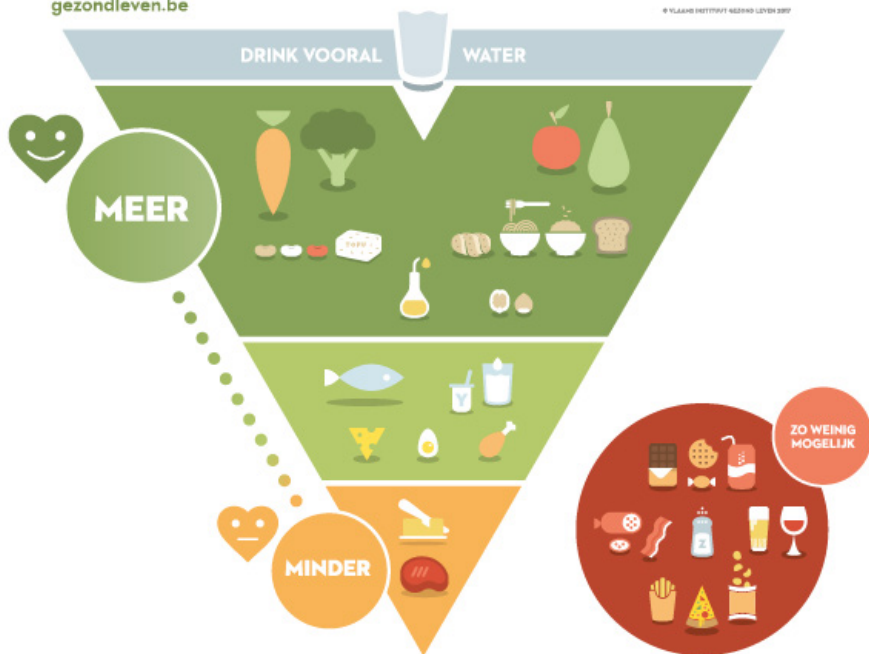 gezondleven.be
© VLAAMS INSTITUUT GEZOND LEVEN 2017
DRINK VOORAL WATER
MEER
TOFU
Y
ZO WEINIG
MOGELIJK
Z
MINDER